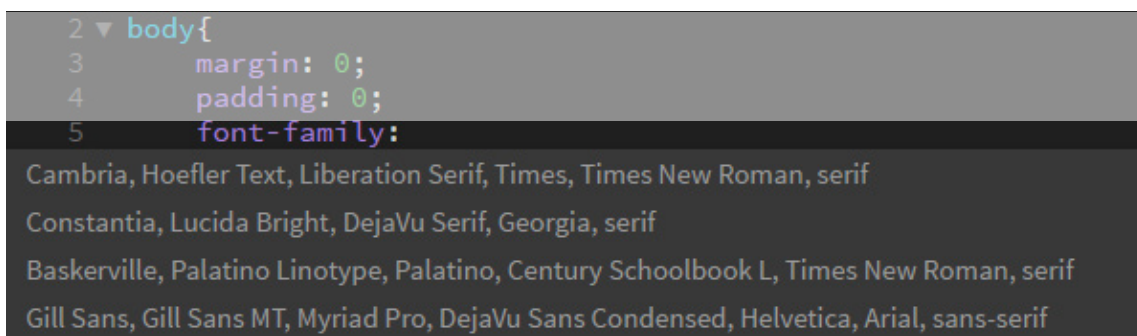 2 ▼ body{
3 margin: 0;
4 padding: 0;
5 font-family:
Cambria, Hoefler Text, Liberation Serif, Times, Times New Roman, serif
Constantia, Lucida Bright, DejaVu Serif, Georgia, serif
Baskerville, Palatino Linotype, Palatino, Century Schoolbook L, Times New Roman, serif
Gill Sans, Gill Sans MT, Myriad Pro, DejaVu Sans Condensed, Helvetica, Arial, sans-serif